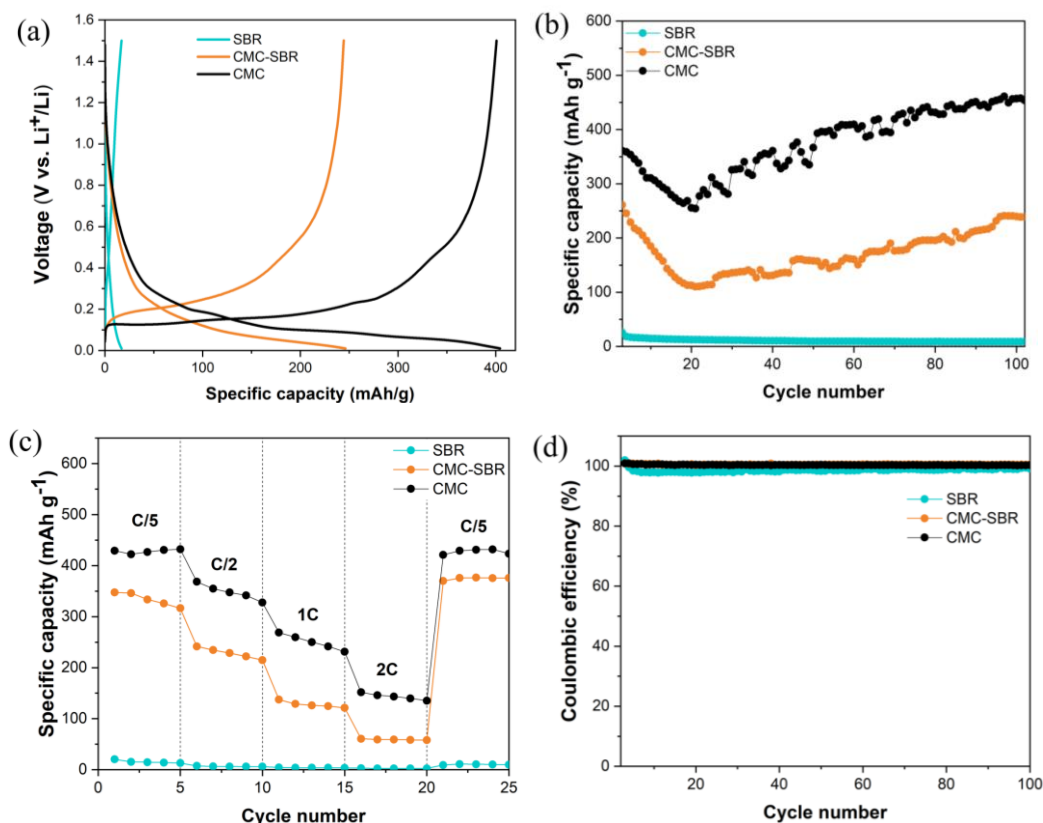 (a)
SBR
CMC-SBR
CMC
Voltage (V vs. Li⁺/Li)
1.6
1.4
1.2
1.0
0.8
0.6
0.4
0.2
0.0
0 100 200 300 400
Specific capacity (mAh/g)
(b)
SBR
CMC-SBR
CMC
Specific capacity (mAh g⁻¹)
600
500
400
300
200
100
0
20 40 60 80 100
Cycle number
(c)
SBR
CMC-SBR
CMC
Specific capacity (mAh g⁻¹)
600
500
400
300
200
100
0
C/5
C/2
1C
2C
C/5
0 5 10 15 20 25
Cycle number
(d)
SBR
CMC-SBR
CMC
Coulombic efficiency (%)
120
100
80
60
40
20
0
0 20 40 60 80 100
Cycle number